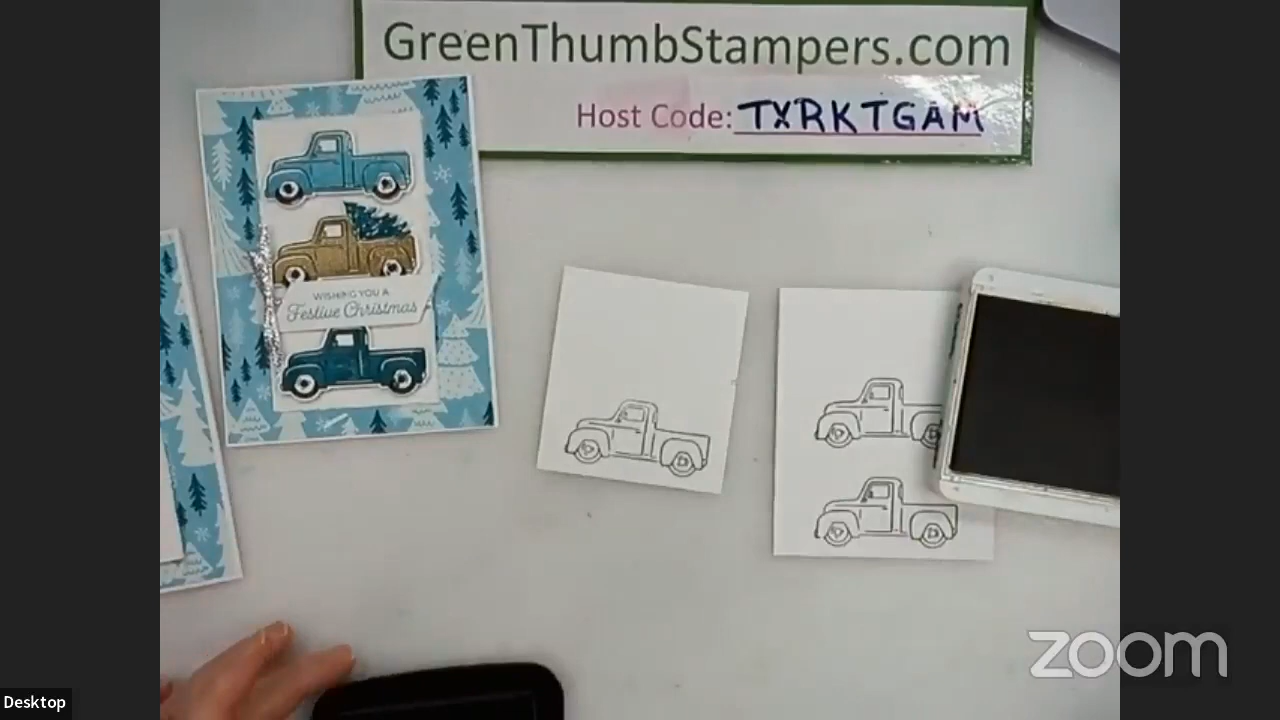 GreenThumbStampers.com
Host Code: TXRKTGAM
WISHING YOU A
Festive Christmas
zoom
Desktop